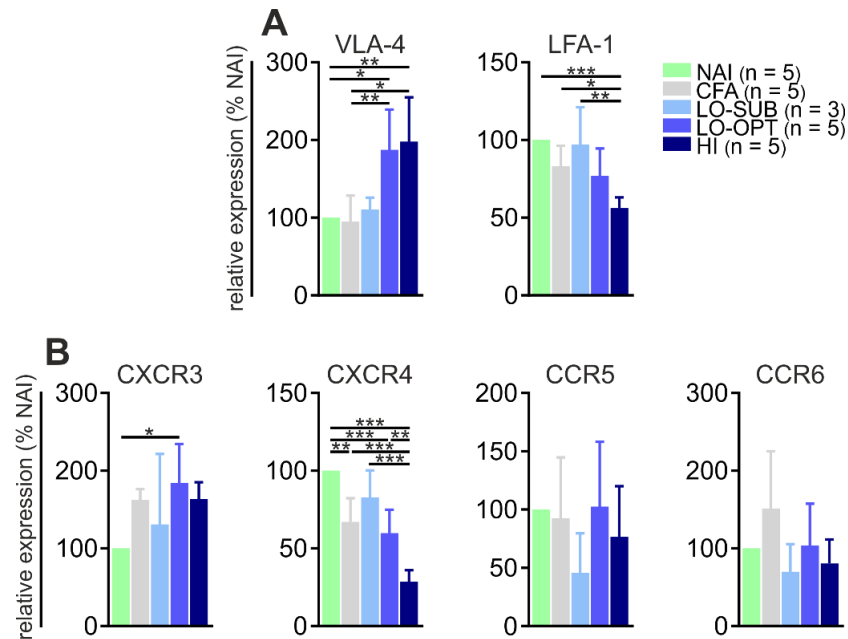 A
VLA-4
LFA-1
relative expression (% NAI)
300
200
100
0
**
*
*
**
150
100
50
0
***
*
**
NAI (n = 5)
CFA (n = 5)
LO-SUB (n = 3)
LO-OPT (n = 5)
HI (n = 5)
B
CXCR3
CXCR4
CCR5
CCR6
relative expression (% NAI)
300
200
100
0
*
150
100
50
0
***
*** **
** ***
***
200
150
100
50
0
300
200
100
0